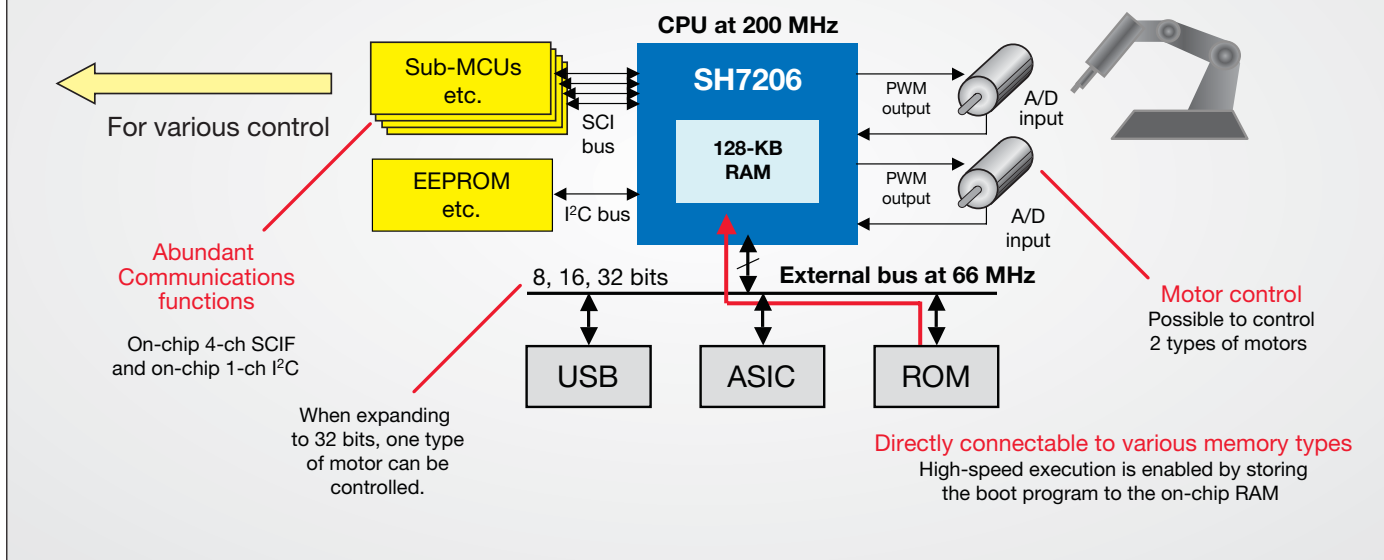 CPU at 200 MHz
Sub-MCUs
etc.
SH7206
PWM
output
A/D
input
For various control
SCI
bus
128-KB
RAM
EEPROM
etc.
I²C bus
PWM
output
A/D
input
Abundant
Communications
functions
8, 16, 32 bits
External bus at 66 MHz
Motor control
Possible to control
2 types of motors
On-chip 4-ch SCIF
and on-chip 1-ch I²C
USB
ASIC
ROM
When expanding
to 32 bits, one type
of motor can be
controlled.
Directly connectable to various memory types
High-speed execution is enabled by storing
the boot program to the on-chip RAM